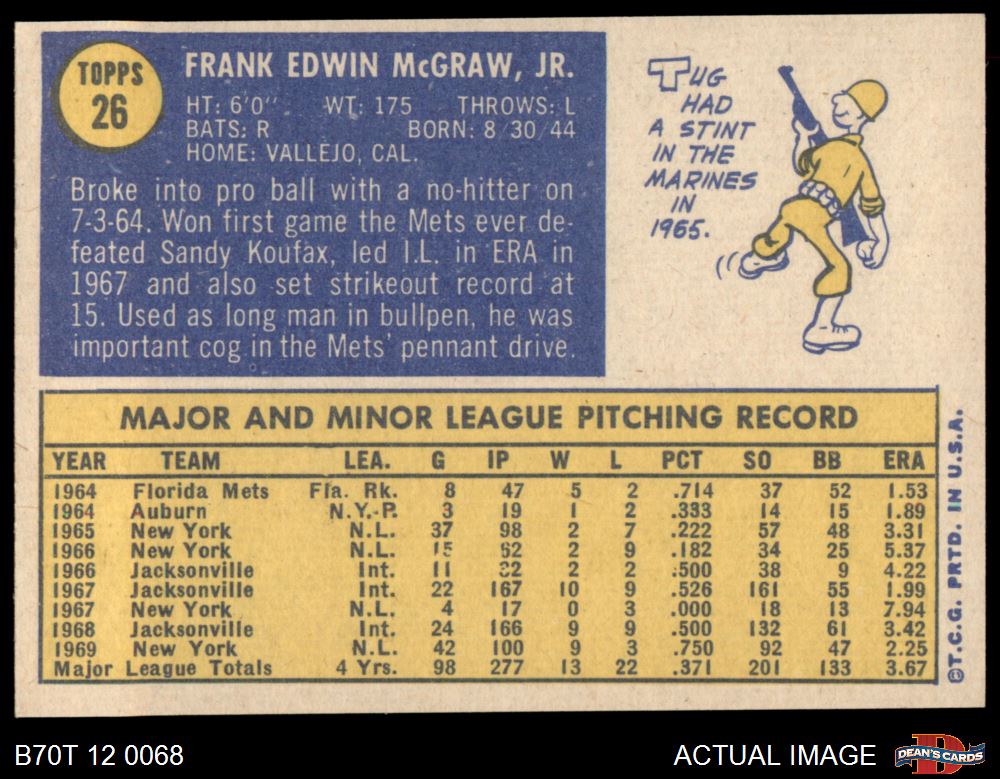 TOPPS
26
FRANK EDWIN McGRAW, JR.
HT: 6'0" WT: 175 THROWS: L
BATS: R BORN: 8 30 44
HOME: VALLEJO, CAL.
Broke into pro ball with a no-hitter on
7-3-64. Won first game the Mets ever de-
feated Sandy Koufax, led I.L. in ERA in
1967 and also set strikeout record at
15. Used as long man in bullpen, he was
important cog in the Mets' pennant drive.
TUG
HAD
A STINT
IN THE
MARINES
IN
1965.
MAJOR AND MINOR LEAGUE PITCHING RECORD
YEAR TEAM LEA. G IP W L PCT SO BB ERA
1964 Florida Mets Fla. Rk. 8 47 5 2 .714 37 52 1.53
1964 Auburn N.Y.-P. 3 19 1 2 .333 14 15 1.89
1965 New York N.L. 37 98 2 7 .222 57 48 3.31
1966 New York N.L. 15 62 2 9 .182 34 25 5.37
1966 Jacksonville Int. 11 32 2 2 .500 38 9 4.22
1967 Jacksonville Int. 22 167 10 9 .526 161 55 1.99
1967 New York N.L. 4 17 0 3 .000 18 13 7.94
1968 Jacksonville Int. 24 166 9 9 .500 132 61 3.42
1969 New York N.L. 42 100 9 3 .750 92 47 2.25
Major League Totals 4 Yrs. 98 277 13 22 .371 201 133 3.67
©T.C.G. PRTD. IN U.S.A.
B70T 12 0068
ACTUAL IMAGE
DEAN'S CARDS